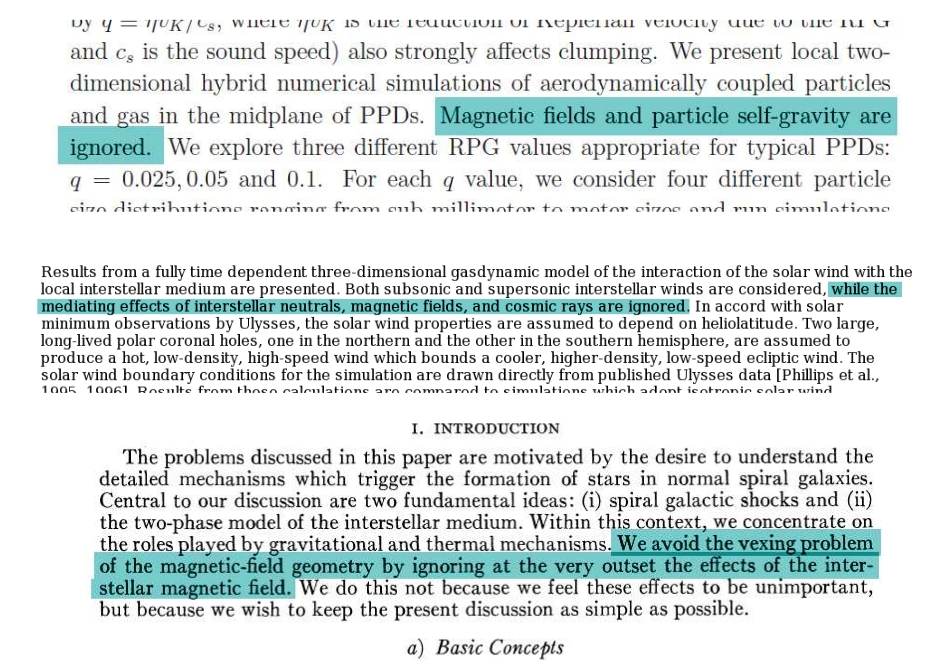 by q = ηυK/cs, where ηυK is the reduction of Keplerian velocity due to the RPG
and cs is the sound speed) also strongly affects clumping. We present local two-
dimensional hybrid numerical simulations of aerodynamically coupled particles
and gas in the midplane of PPDs. Magnetic fields and particle self-gravity are
ignored. We explore three different RPG values appropriate for typical PPDs:
q = 0.025, 0.05 and 0.1. For each q value, we consider four different particle
size distributions ranging from sub-millimeter to meter sizes and run simulations
Results from a fully time dependent three-dimensional gasdynamic model of the interaction of the solar wind with the
local interstellar medium are presented. Both subsonic and supersonic interstellar winds are considered, while the
mediating effects of interstellar neutrals, magnetic fields, and cosmic rays are ignored. In accord with solar
minimum observations by Ulysses, the solar wind properties are assumed to depend on heliolatitude. Two large,
long-lived polar coronal holes, one in the northern and the other in the southern hemisphere, are assumed to
produce a hot, low-density, high-speed wind which bounds a cooler, higher-density, low-speed ecliptic wind. The
solar wind boundary conditions for the simulation are drawn directly from published Ulysses data [Phillips et al.,
1995, 1996]. Results from these calculations are compared to simulations which adopt isotropic solar wind
I. INTRODUCTION
The problems discussed in this paper are motivated by the desire to understand the
detailed mechanisms which trigger the formation of stars in normal spiral galaxies.
Central to our discussion are two fundamental ideas: (i) spiral galactic shocks and (ii)
the two-phase model of the interstellar medium. Within this context, we concentrate on
the roles played by gravitational and thermal mechanisms. We avoid the vexing problem
of the magnetic-field geometry by ignoring at the very outset the effects of the inter-
stellar magnetic field. We do this not because we feel these effects to be unimportant,
but because we wish to keep the present discussion as simple as possible.
a) Basic Concepts